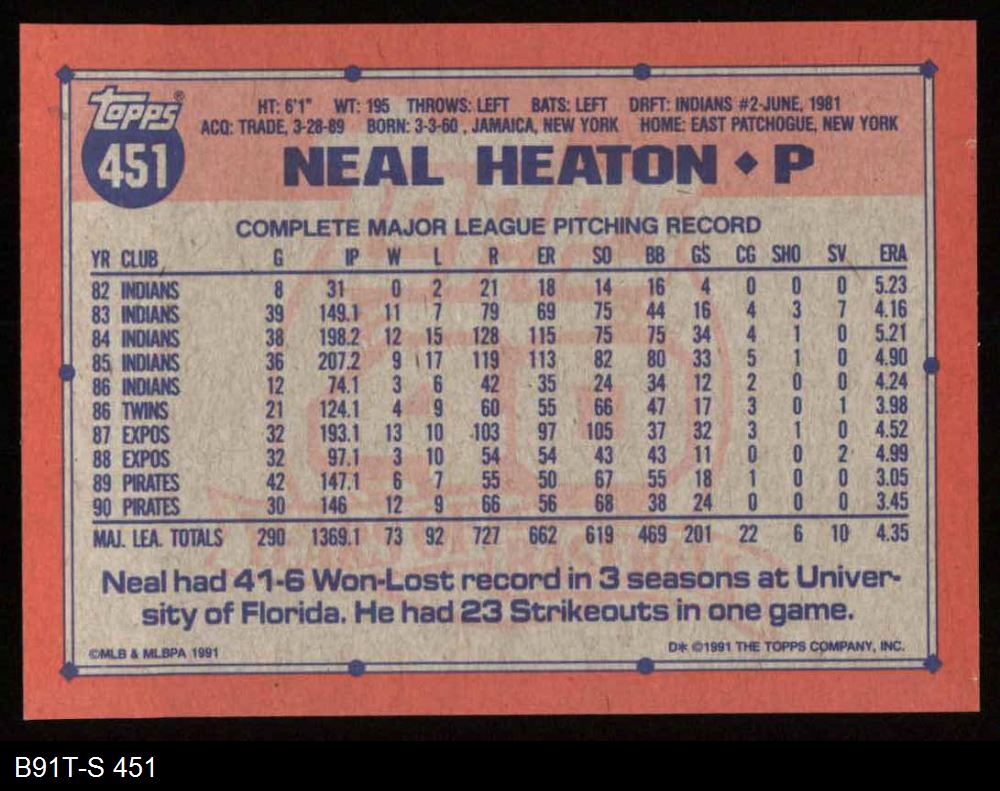 topps®
451
HT: 6'1" WT: 195 THROWS: LEFT BATS: LEFT DRFT: INDIANS #2-JUNE, 1981
ACQ: TRADE, 3-28-89 BORN: 3-3-60 , JAMAICA, NEW YORK HOME: EAST PATCHOGUE, NEW YORK
NEAL HEATON ♦ P
COMPLETE MAJOR LEAGUE PITCHING RECORD
YR CLUB G IP W L R ER SO BB GS CG SHO SV ERA
82 INDIANS 8 31 0 2 21 18 14 16 4 0 0 0 5.23
83 INDIANS 39 149.1 11 7 79 69 75 44 16 4 3 7 4.16
84 INDIANS 38 198.2 12 15 128 115 75 75 34 4 1 0 5.21
85 INDIANS 36 207.2 9 17 119 113 82 80 33 5 1 0 4.90
86 INDIANS 12 74.1 3 6 42 35 24 34 12 2 0 0 4.24
86 TWINS 21 124.1 4 9 60 55 66 47 17 3 0 1 3.98
87 EXPOS 32 193.1 13 10 103 97 105 37 32 3 1 0 4.52
88 EXPOS 32 97.1 3 10 54 54 43 43 11 0 0 2 4.99
89 PIRATES 42 147.1 6 7 55 50 67 55 18 1 0 0 3.05
90 PIRATES 30 146 12 9 66 56 68 38 24 0 0 0 3.45
MAJ. LEA. TOTALS 290 1369.1 73 92 727 662 619 469 201 22 6 10 4.35
Neal had 41-6 Won-Lost record in 3 seasons at Univer-
sity of Florida. He had 23 Strikeouts in one game.
©MLB & MLBPA 1991
D* ©1991 THE TOPPS COMPANY, INC.
B91T-S 451